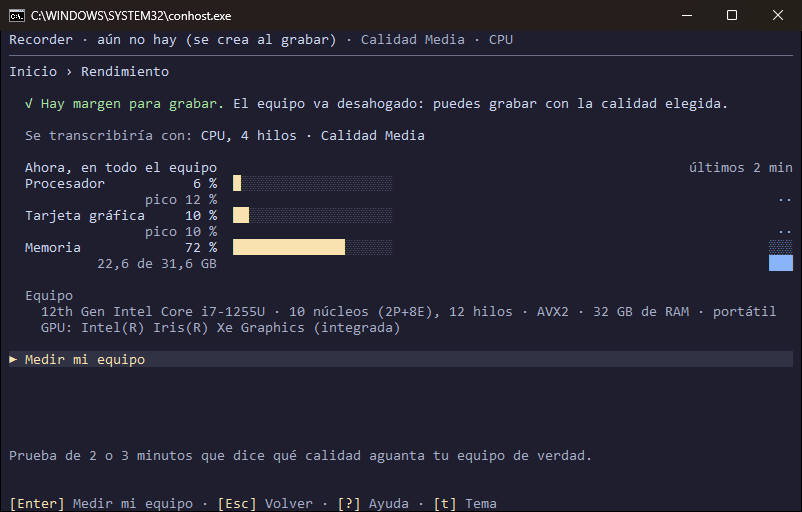 C:\WINDOWS\SYSTEM32\conhost.exe
Recorder · aún no hay (se crea al grabar) · Calidad Media · CPU
Inicio › Rendimiento
√ Hay margen para grabar. El equipo va desahogado: puedes grabar con la calidad elegida.
Se transcribiría con: CPU, 4 hilos · Calidad Media
Ahora, en todo el equipo últimos 2 min
Procesador 6 %
pico 12 %
Tarjeta gráfica 10 %
pico 10 %
Memoria 72 %
22,6 de 31,6 GB
Equipo
12th Gen Intel Core i7-1255U · 10 núcleos (2P+8E), 12 hilos · AVX2 · 32 GB de RAM · portátil
GPU: Intel(R) Iris(R) Xe Graphics (integrada)
► Medir mi equipo
Prueba de 2 o 3 minutos que dice qué calidad aguanta tu equipo de verdad.
[Enter] Medir mi equipo · [Esc] Volver · [?] Ayuda · [t] Tema